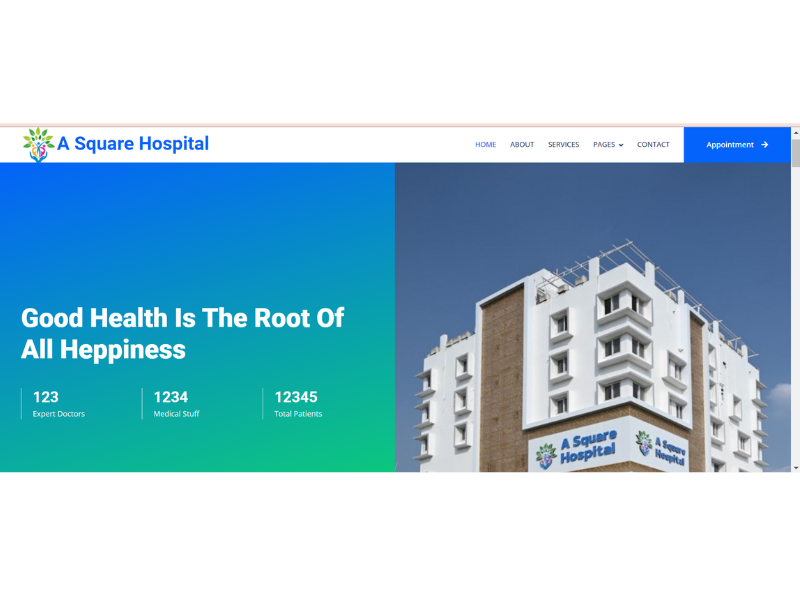 A Square Hospital
HOME ABOUT SERVICES PAGES CONTACT Appointment
Good Health Is The Root Of
All Heppiness
123 1234 12345
Expert Doctors Medical Stuff Total Patients
A Square
Hospital
A Square
Hospital